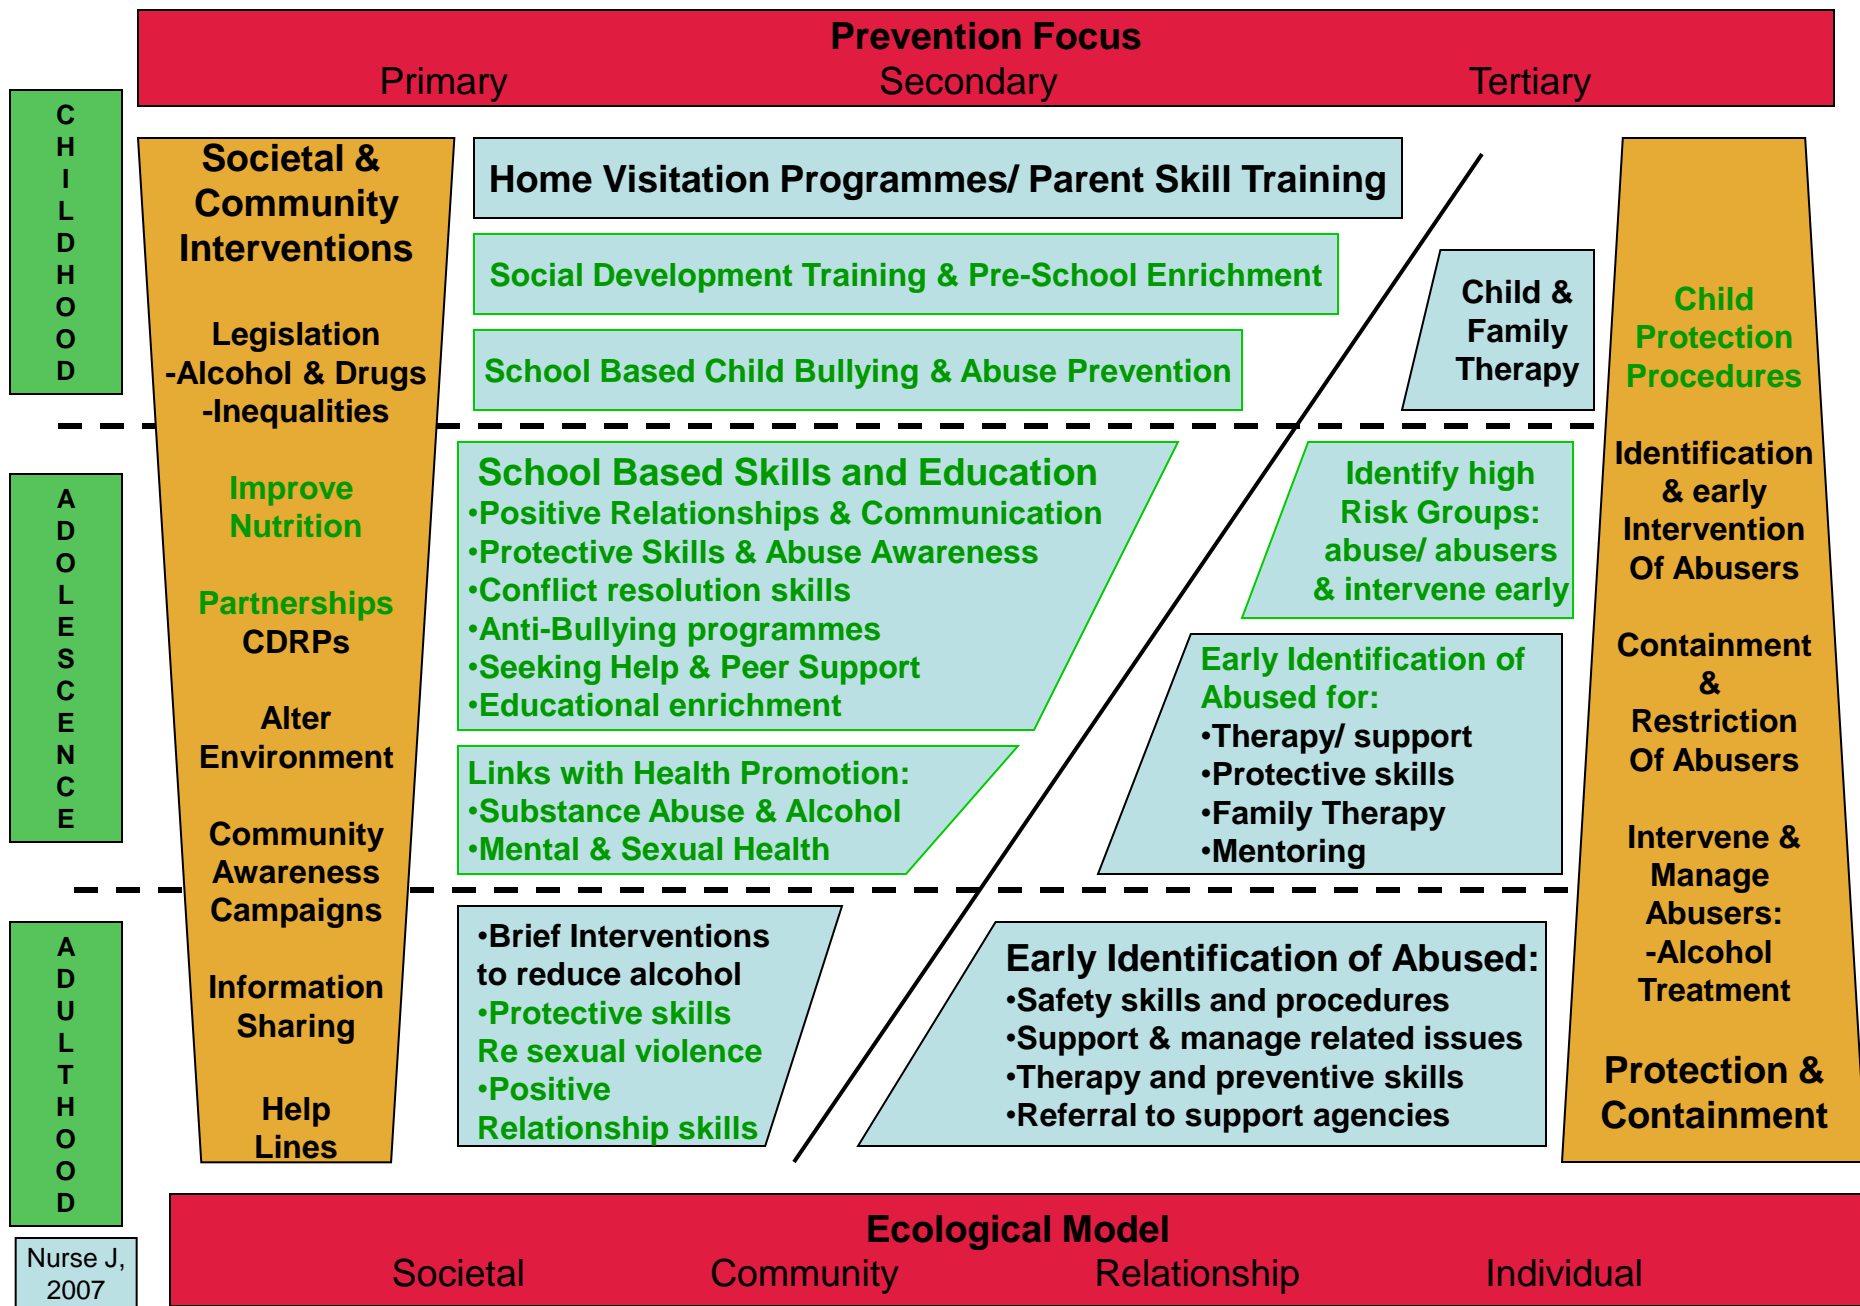 Prevention Focus
Primary Secondary Tertiary
CHILDHOOD
Societal &
Community
Interventions
Legislation
-Alcohol & Drugs
-Inequalities
Improve
Nutrition
Partnerships
CDRPs
Alter
Environment
Community
Awareness
Campaigns
Information
Sharing
Help
Lines
Home Visitation Programmes/ Parent Skill Training
Social Development Training & Pre-School Enrichment
School Based Child Bullying & Abuse Prevention
Child &
Family
Therapy
Child
Protection
Procedures
Identification
& early
Intervention
Of Abusers
Containment
&
Restriction
Of Abusers
Intervene &
Manage
Abusers:
-Alcohol
Treatment
Protection &
Containment
ADOLESCENCE
School Based Skills and Education
•Positive Relationships & Communication
•Protective Skills & Abuse Awareness
•Conflict resolution skills
•Anti-Bullying programmes
•Seeking Help & Peer Support
•Educational enrichment
Links with Health Promotion:
•Substance Abuse & Alcohol
•Mental & Sexual Health
Identify high
Risk Groups:
abuse/ abusers
& intervene early
Early Identification of
Abused for:
•Therapy/ support
•Protective skills
•Family Therapy
•Mentoring
ADULTHOOD
•Brief Interventions
to reduce alcohol
•Protective skills
Re sexual violence
•Positive
Relationship skills
Early Identification of Abused:
•Safety skills and procedures
•Support & manage related issues
•Therapy and preventive skills
•Referral to support agencies
Ecological Model
Societal Community Relationship Individual
Nurse J,
2007